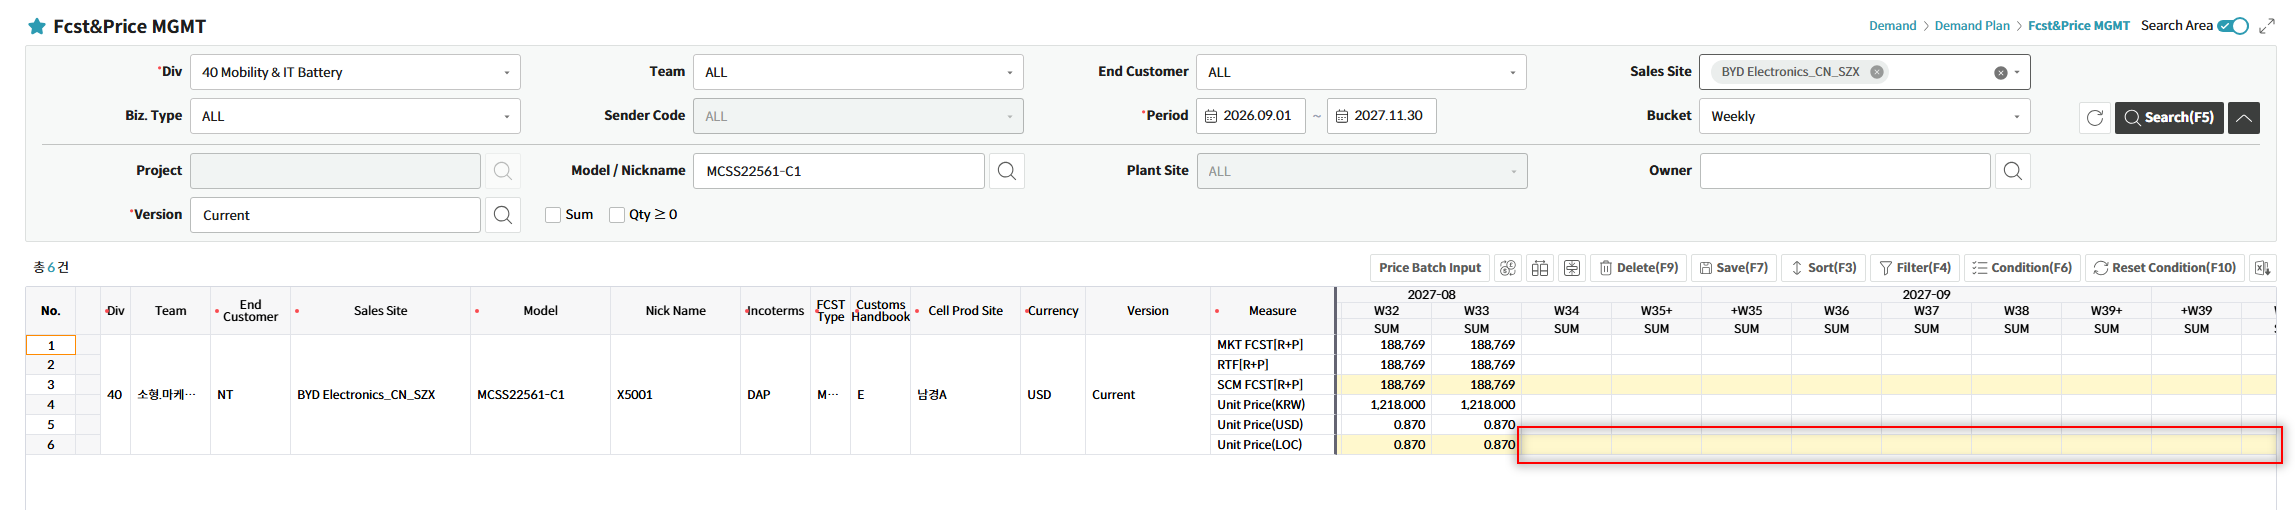 Fcst&Price MGMT
Demand > Demand Plan > Fcst&Price MGMT Search Area
*Div 40 Mobility & IT Battery Team ALL End Customer ALL Sales Site BYD Electronics_CN_SZX
Biz. Type ALL Sender Code ALL *Period 2026.09.01 ~ 2027.11.30 Bucket Weekly Search(F5)
Project Model / Nickname MCSS22561-C1 Plant Site ALL Owner
*Version Current Sum Qty ≥ 0
총 6 건 Price Batch Input Delete(F9) Save(F7) Sort(F3) Filter(F4) Condition(F6) Reset Condition(F10)
No. Div Team End Customer Sales Site Model Nick Name Incoterms FCST Type Customs Handbook Cell Prod Site Currency Version Measure
2027-08 2027-09
W32 W33 W34 W35+ +W35 W36 W37 W38 W39+ +W39
SUM SUM SUM SUM SUM SUM SUM SUM SUM SUM
1 MKT FCST[R+P] 188,769 188,769
2 RTF[R+P] 188,769 188,769
3 SCM FCST[R+P] 188,769 188,769
40 소형.마케··· NT BYD Electronics_CN_SZX MCSS22561-C1 X5001 DAP M··· E 남경A USD Current
4 Unit Price(KRW) 1,218.000 1,218.000
5 Unit Price(USD) 0.870 0.870
6 Unit Price(LOC) 0.870 0.870